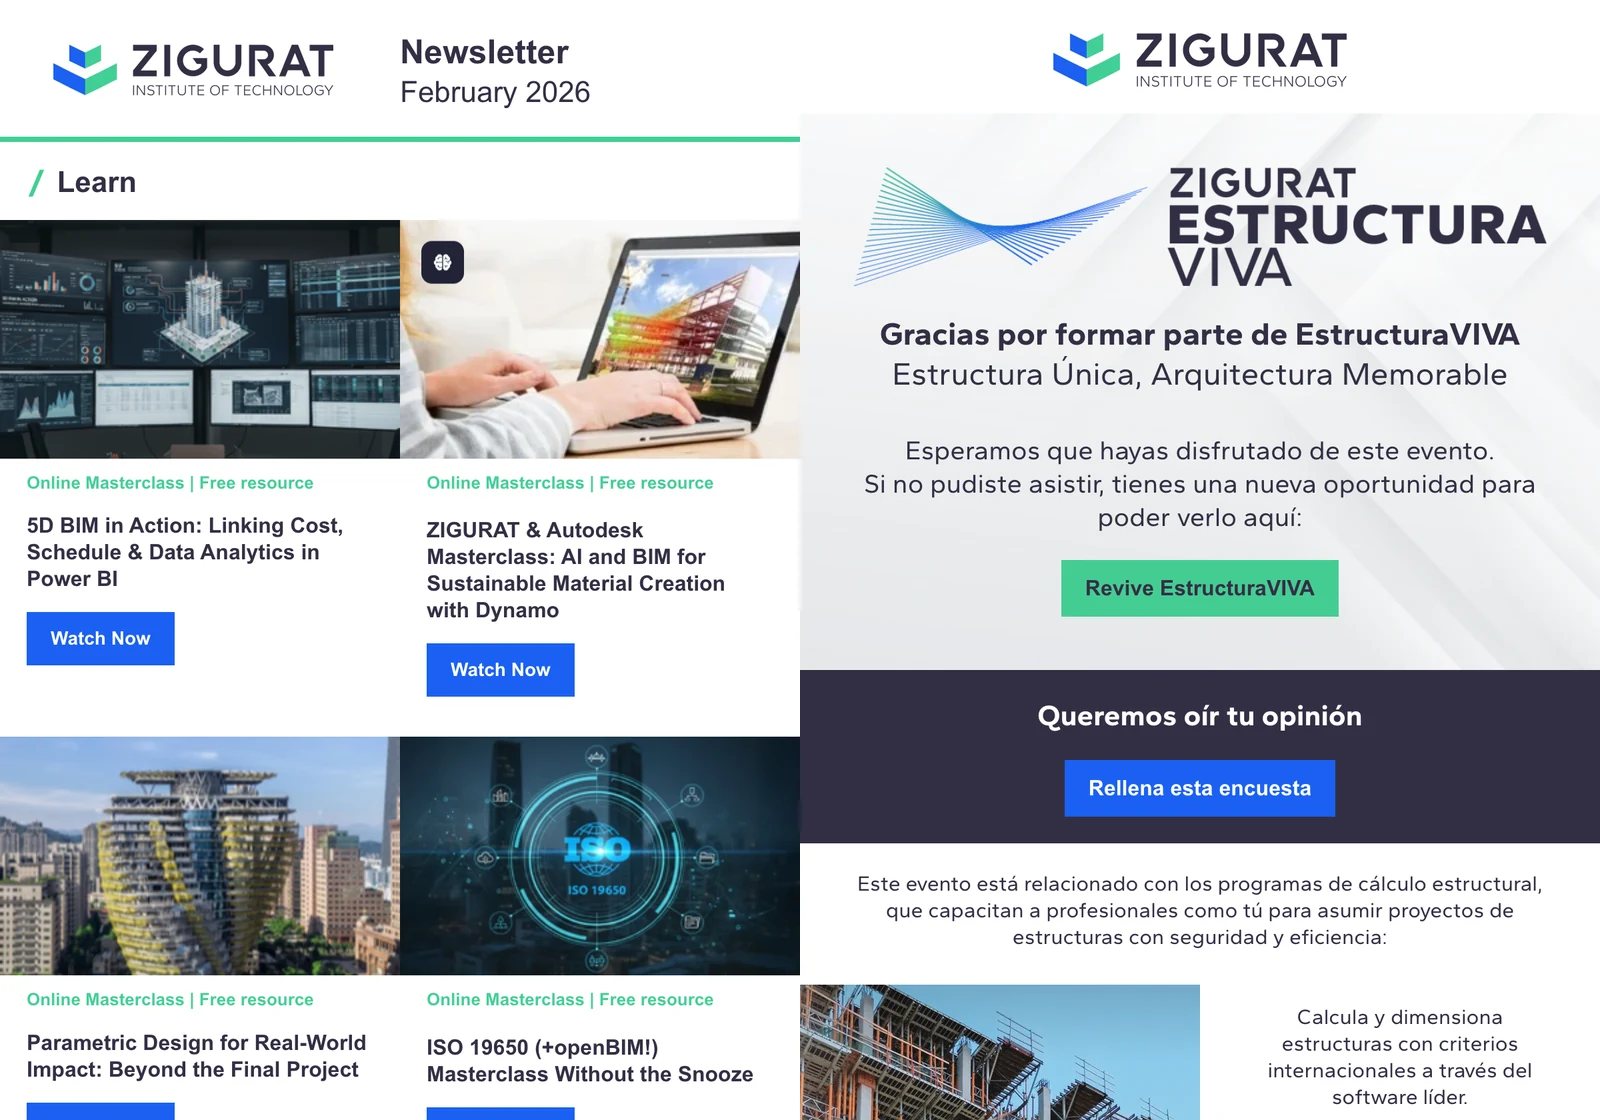 ZIGURAT
INSTITUTE OF TECHNOLOGY
Newsletter
February 2026
/ Learn
Online Masterclass | Free resource
5D BIM in Action: Linking Cost,
Schedule & Data Analytics in
Power BI
Watch Now
Online Masterclass | Free resource
ZIGURAT & Autodesk
Masterclass: AI and BIM for
Sustainable Material Creation
with Dynamo
Watch Now
ISO
ISO 19650
Online Masterclass | Free resource
Parametric Design for Real-World
Impact: Beyond the Final Project
Online Masterclass | Free resource
ISO 19650 (+openBIM!)
Masterclass Without the Snooze
ZIGURAT
INSTITUTE OF TECHNOLOGY
ZIGURAT
ESTRUCTURA
VIVA
Gracias por formar parte de EstructuraVIVA
Estructura Única, Arquitectura Memorable
Esperamos que hayas disfrutado de este evento.
Si no pudiste asistir, tienes una nueva oportunidad para
poder verlo aquí:
Revive EstructuraVIVA
Queremos oír tu opinión
Rellena esta encuesta
Este evento está relacionado con los programas de cálculo estructural,
que capacitan a profesionales como tú para asumir proyectos de
estructuras con seguridad y eficiencia:
Calcula y dimensiona
estructuras con criterios
internacionales a través del
software líder.